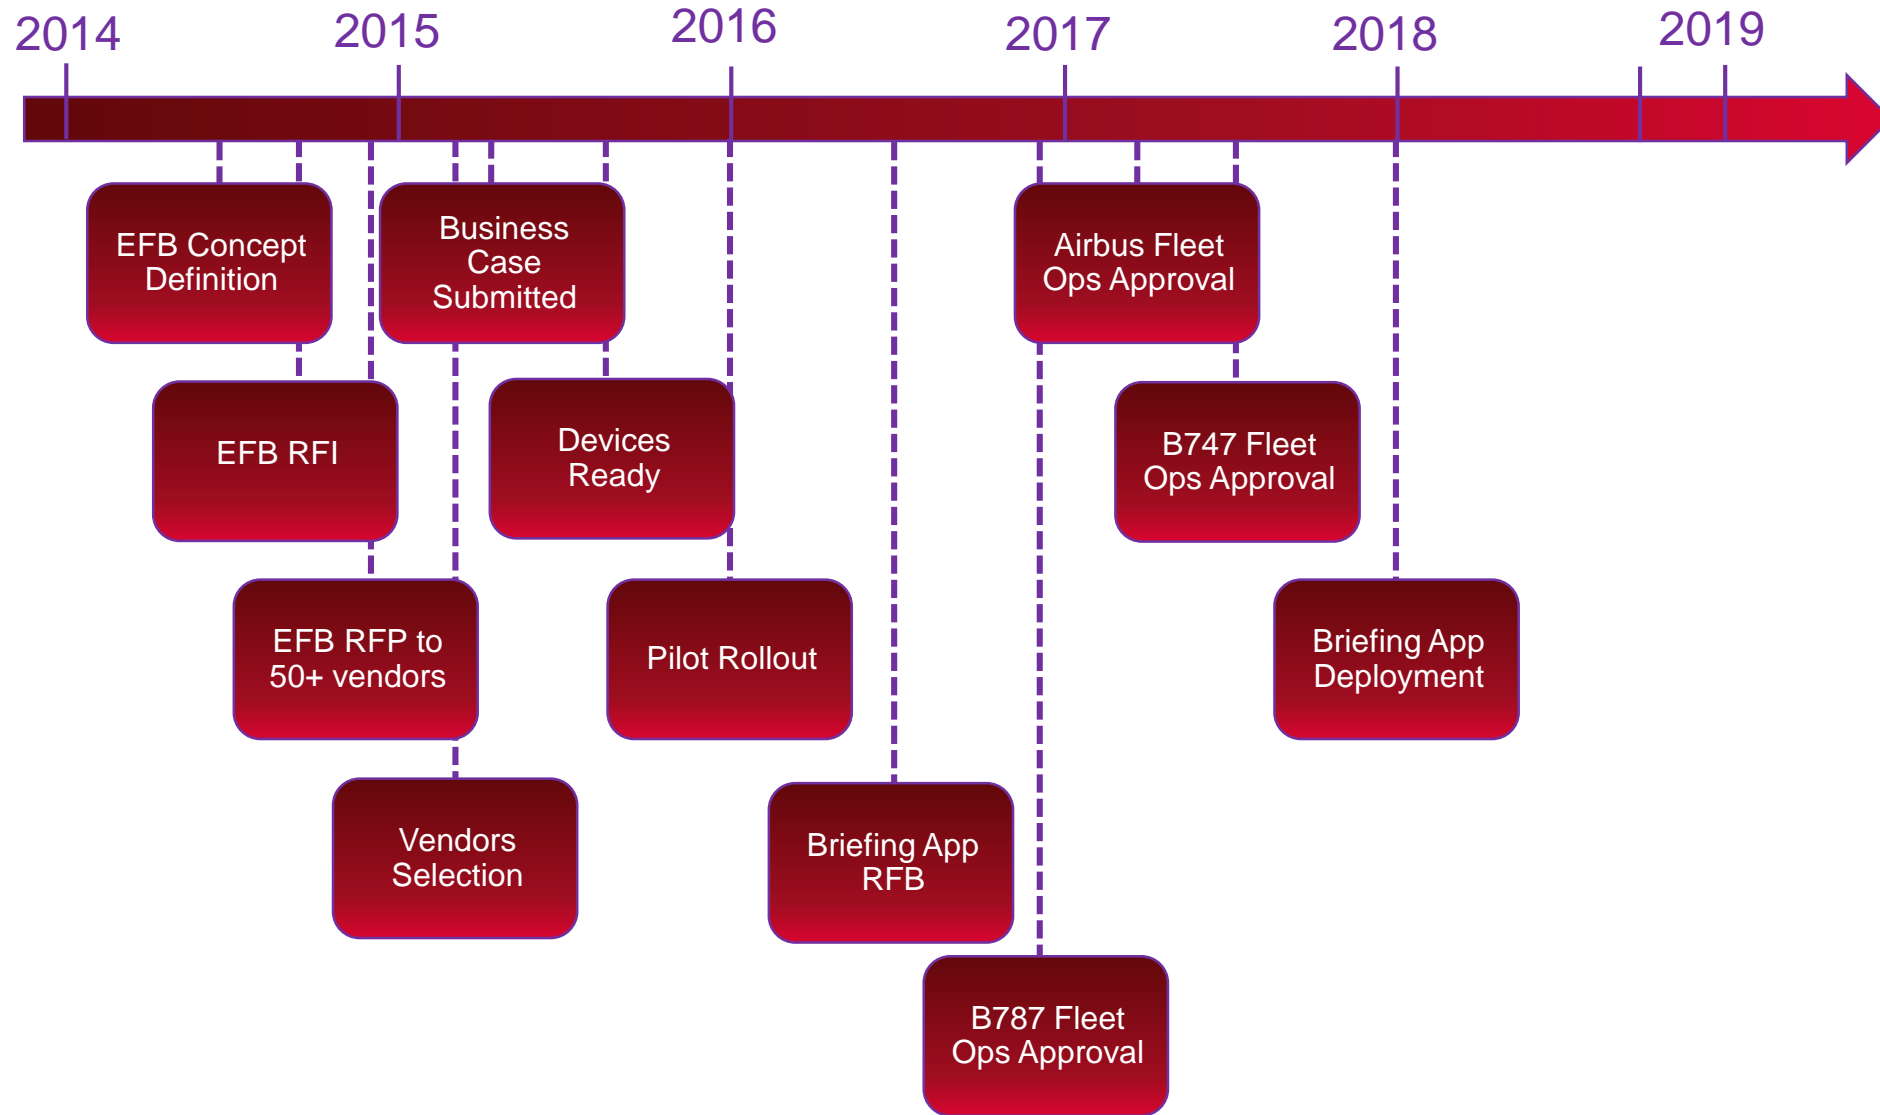 2014
2015
2016
2017
2018
2019
EFB Concept
Definition
Business
Case
Submitted
Airbus Fleet
Ops Approval
EFB RFI
Devices
Ready
B747 Fleet
Ops Approval
EFB RFP to
50+ vendors
Pilot Rollout
Briefing App
Deployment
Vendors
Selection
Briefing App
RFB
B787 Fleet
Ops Approval